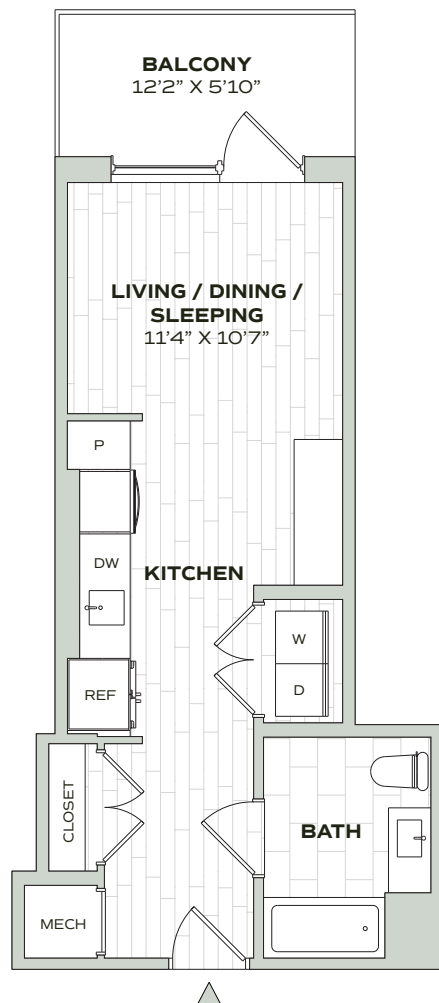 BALCONY
12'2" X 5'10"
LIVING / DINING /
SLEEPING
11'4" X 10'7"
P
DW
KITCHEN
W
REF
D
CLOSET
BATH
MECH